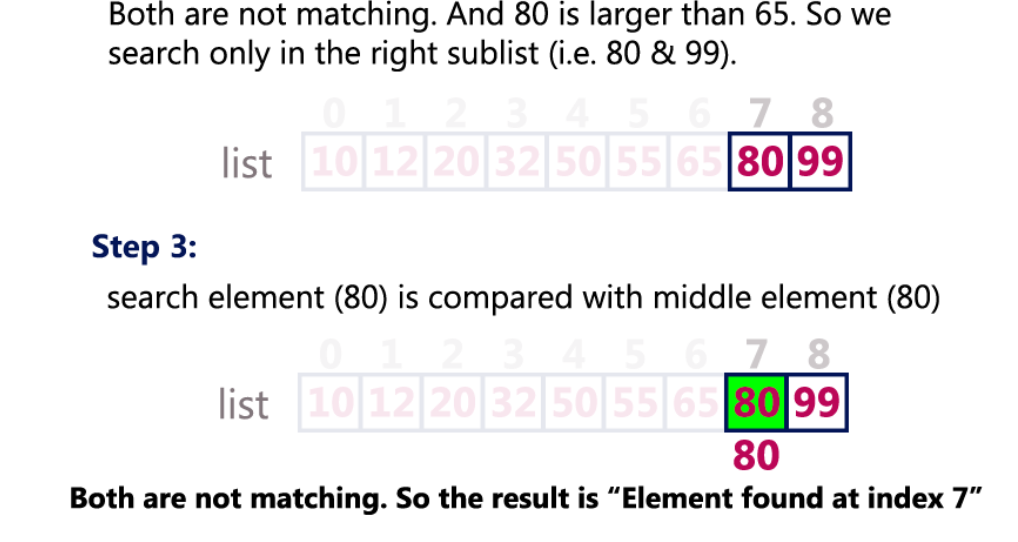 Both are not matching. And 80 is larger than 65. So we
search only in the right sublist (i.e. 80 & 99).
0 1 2 3 4 5 6 7 8
list 10 12 20 32 50 55 65 80 99
Step 3:
search element (80) is compared with middle element (80)
0 1 2 3 4 5 6 7 8
list 10 12 20 32 50 55 65 80 99
80
Both are not matching. So the result is “Element found at index 7”